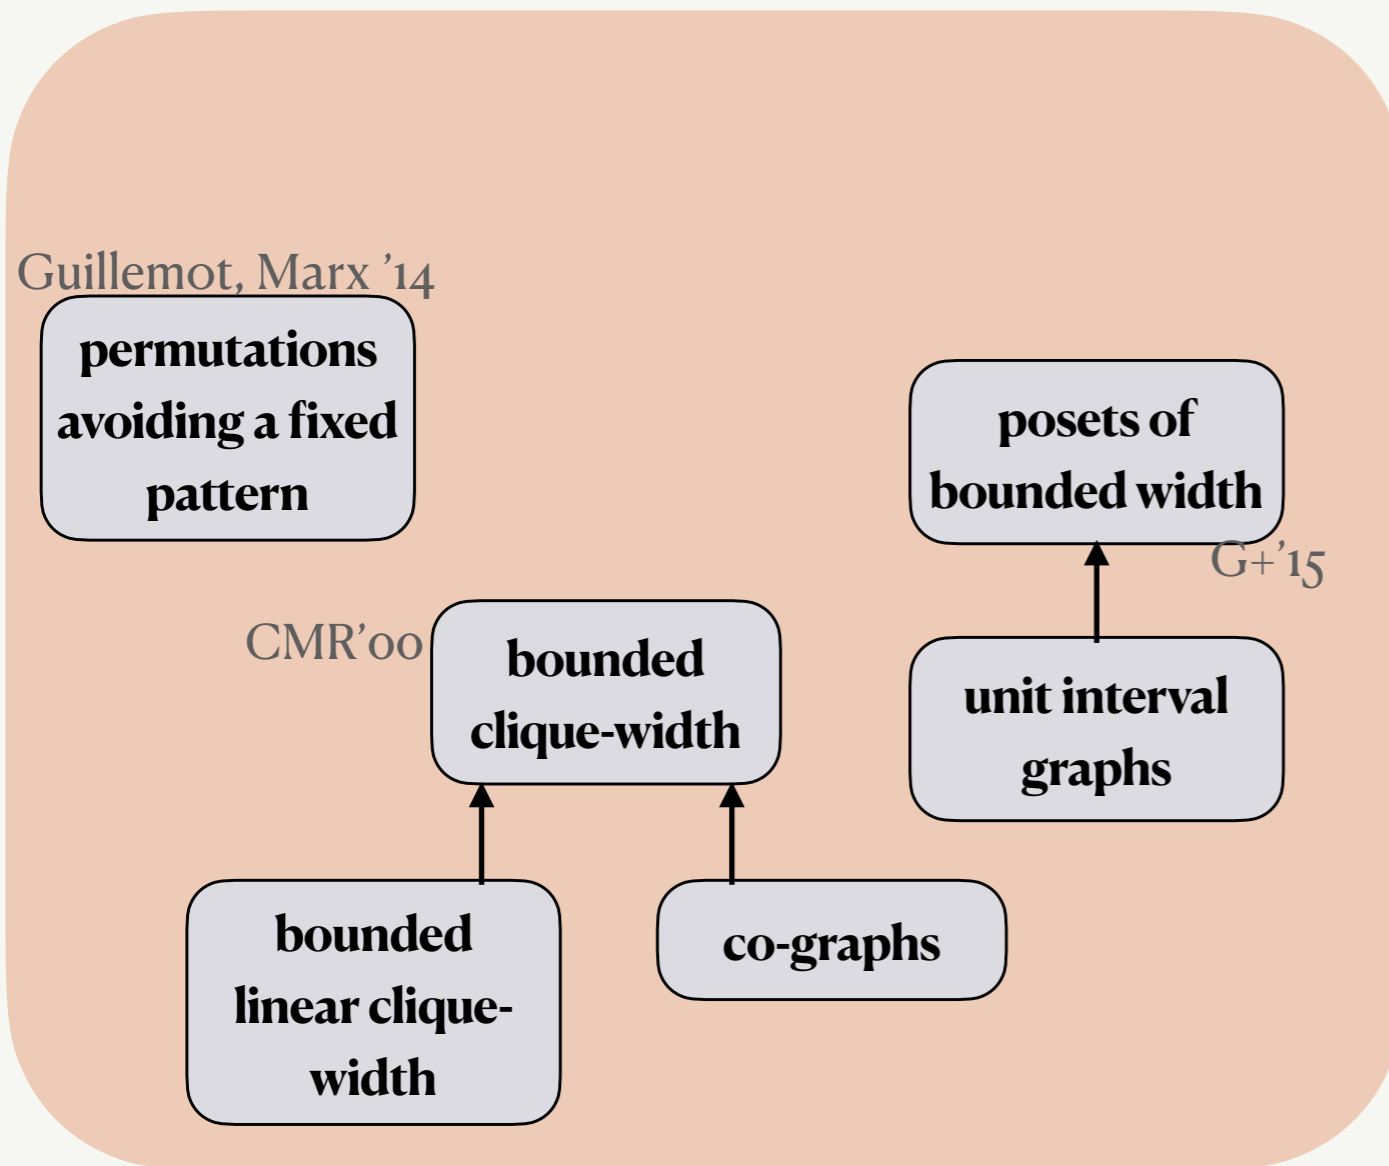 Guillemot, Marx ’14
permutations
avoiding a fixed
pattern
posets of
bounded width
G+’15
CMR’00
bounded
clique-width
unit interval
graphs
bounded
linear clique-
width
co-graphs